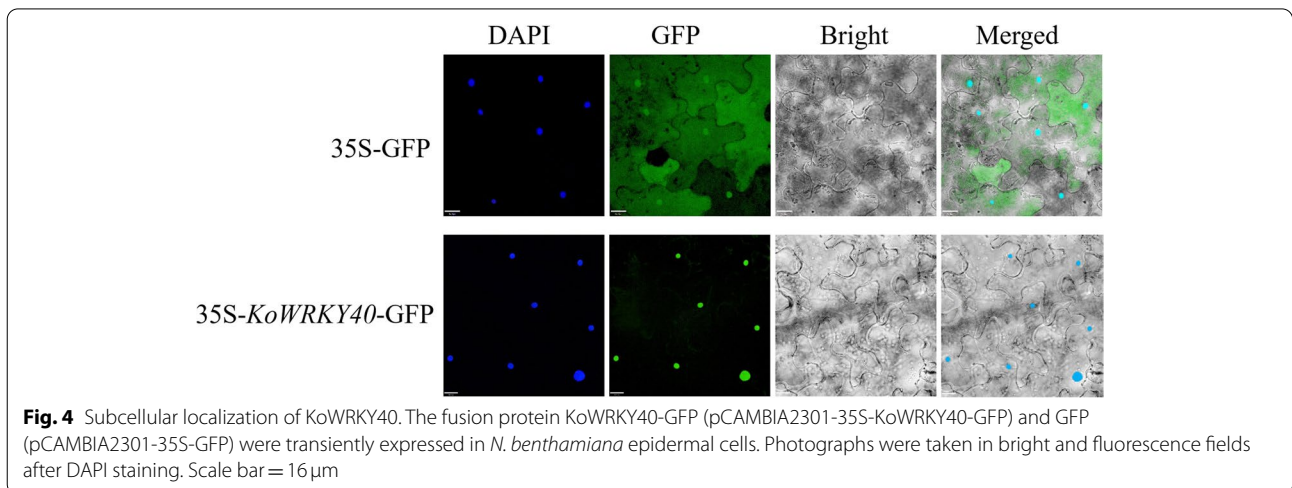 DAPI GFP Bright Merged
35S-GFP
35S-KoWRKY40-GFP
Fig. 4 Subcellular localization of KoWRKY40. The fusion protein KoWRKY40-GFP (pCAMBIA2301-35S-KoWRKY40-GFP) and GFP
(pCAMBIA2301-35S-GFP) were transiently expressed in N. benthamiana epidermal cells. Photographs were taken in bright and fluorescence fields
after DAPI staining. Scale bar = 16 μm